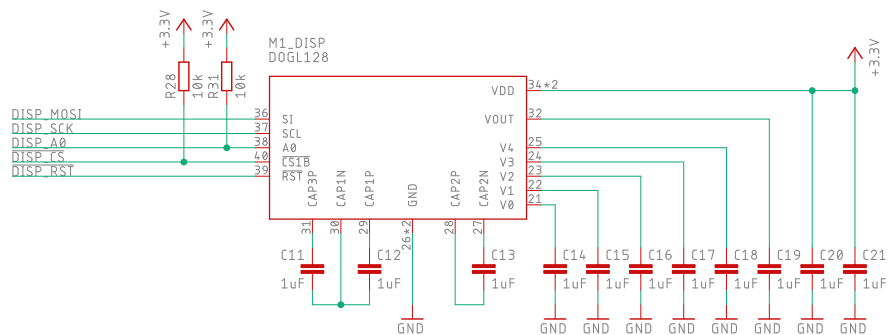 +3.3V
+3.3V
R28
10k
R31
10k
M1_DISP
DOGL128
+3.3V
DISP_MOSI
DISP_SCK
DISP_A0
DISP_CS
DISP_RST
36
37
38
40
39
SI
SCL
A0
CS1B
RST
VDD
VOUT
V4
V3
V2
V1
V0
34*2
32
25
24
23
22
21
CAP3P
CAP1N
CAP1P
GND
CAP2P
CAP2N
31
30
29
26*2
28
27
C11
1uF
C12
1uF
C13
1uF
C14
1uF
C15
1uF
C16
1uF
C17
1uF
C18
1uF
C19
1uF
C20
1uF
C21
1uF
GND
GND
GND
GND
GND
GND
GND
GND
GND